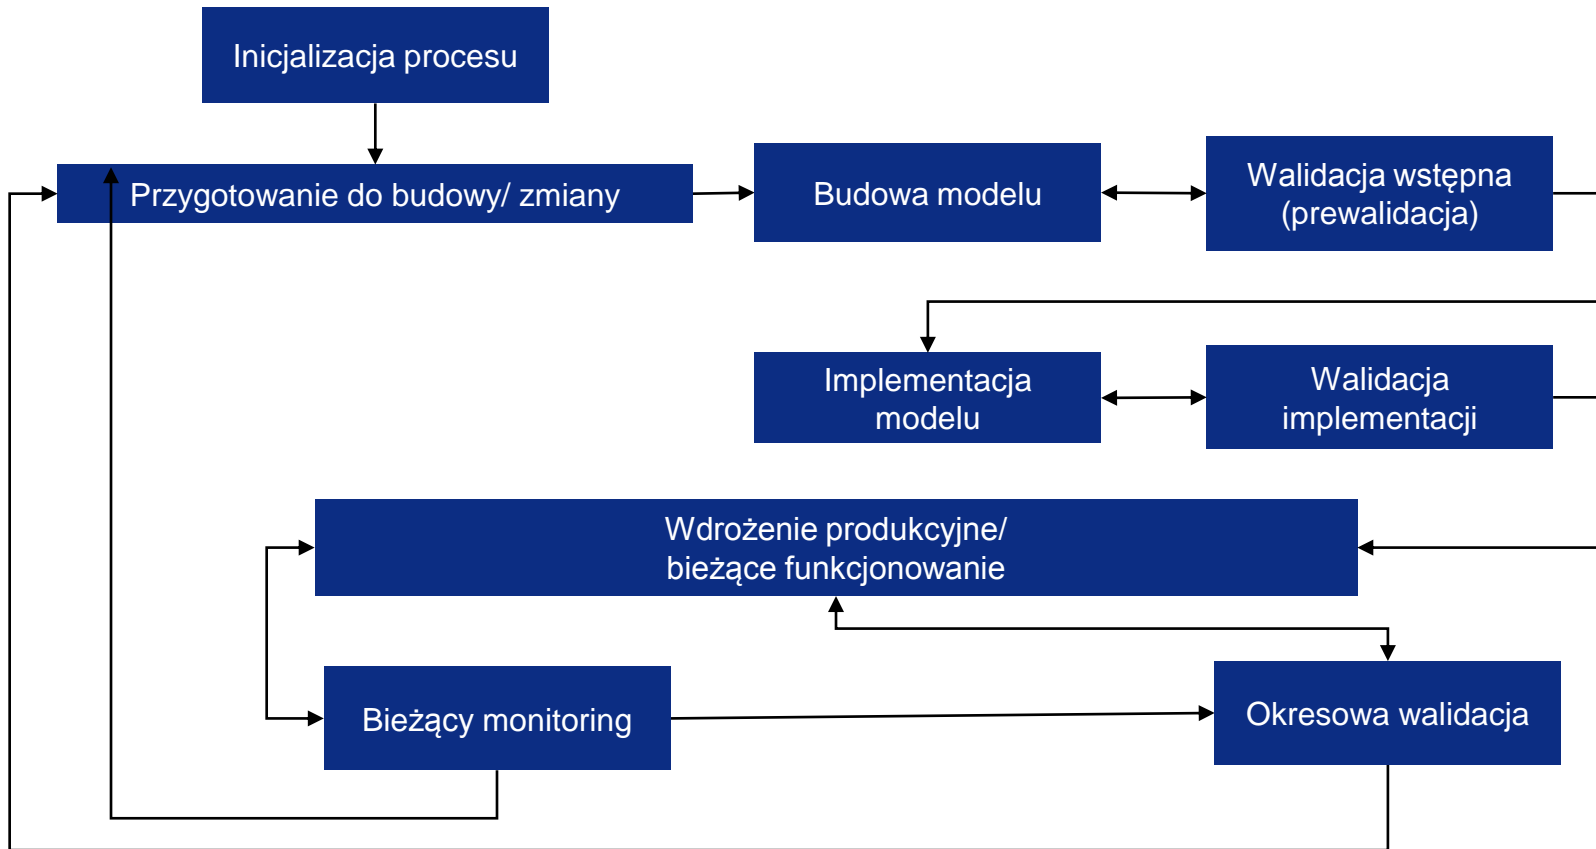 Inicjalizacja procesu
Przygotowanie do budowy/ zmiany
Budowa modelu
Walidacja wstępna
(prewalidacja)
Implementacja
modelu
Walidacja
implementacji
Wdrożenie produkcyjne/
bieżące funkcjonowanie
Bieżący monitoring
Okresowa walidacja